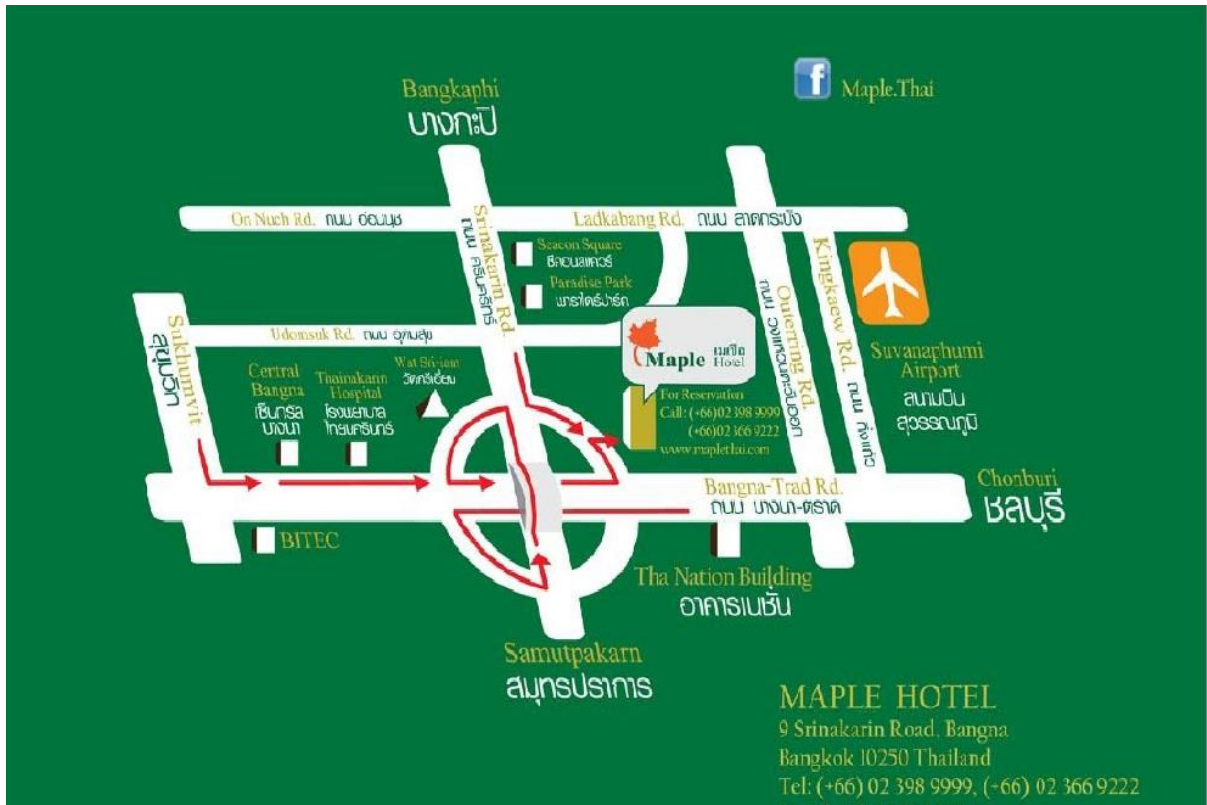 Maple.Thai
Bangkaphi
บางกะปิ
On Nuch Rd. ถนน อ่อนนุช
Ladkabang Rd. ถนน ลาดกระบัง
Srinakarin Rd.
ถนน ศรีนครินทร์
Seacon Square
ซีคอนสแควร์
Paradise Park
พาราไดซ์ปาร์ค
Kingkaew Rd. ถนน กิ่งแก้ว
Outerring Rd.
ถนน วงแหวนตะวันออก
Sukhumvit
สุขุมวิท
Udomsuk Rd. ถนน อุดมสุข
Maple
เมเปิล
Hotel
Suvanaphumi
Airport
สนามบิน
สุวรรณภูมิ
Central
Bangna
เซ็นทรัล
บางนา
Thainakarin
Hospital
โรงพยาบาล
ไทยนครินทร์
Wat Sri-iam
วัดศรีเอี่ยม
For Reservation
Call: (+66)02 398 9999
(+66)02 366 9222
www.maplethai.com
Bangna-Trad Rd.
ถนน บางนา-ตราด
Chonburi
ชลบุรี
BITEC
Tha Nation Building
อาคารเนชั่น
Samutpakarn
สมุทรปราการ
MAPLE HOTEL
9 Srinakarin Road, Bangna
Bangkok 10250 Thailand
Tel: (+66) 02 398 9999, (+66) 02 366 9222